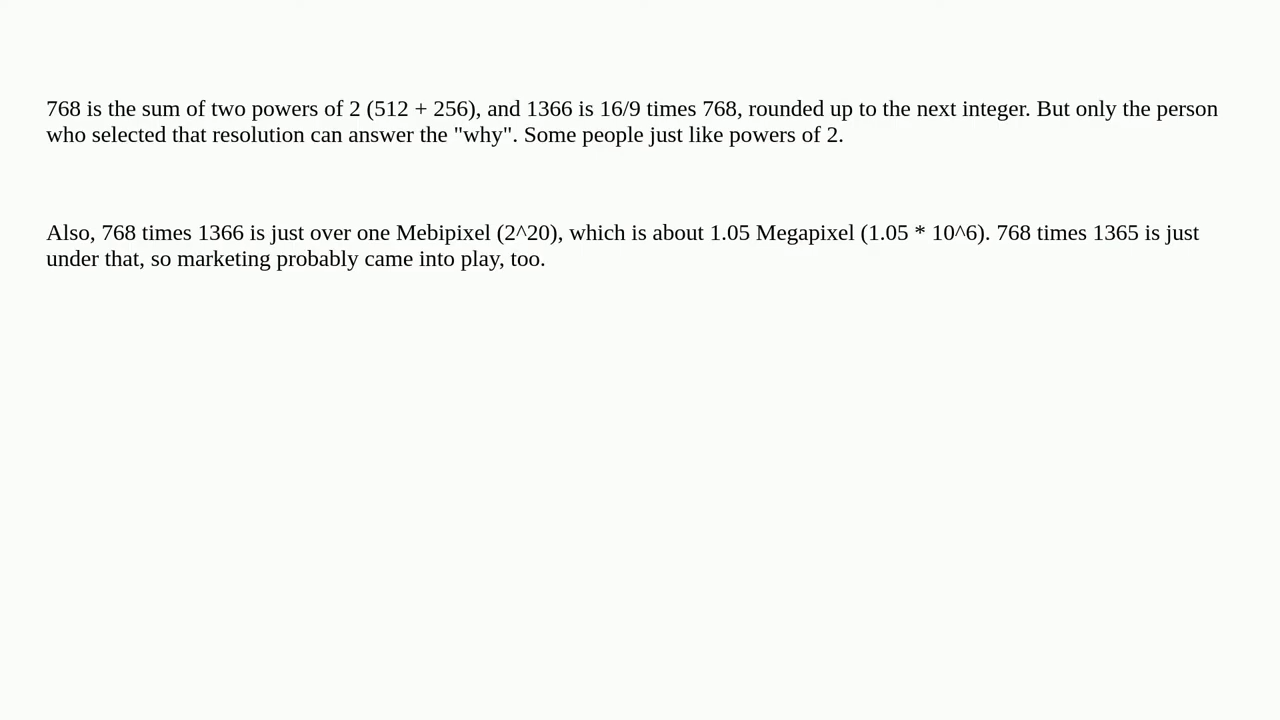 768 is the sum of two powers of 2 (512 + 256), and 1366 is 16/9 times 768, rounded up to the next integer. But only the person
who selected that resolution can answer the "why". Some people just like powers of 2.
Also, 768 times 1366 is just over one Mebipixel (2^20), which is about 1.05 Megapixel (1.05 * 10^6). 768 times 1365 is just
under that, so marketing probably came into play, too.